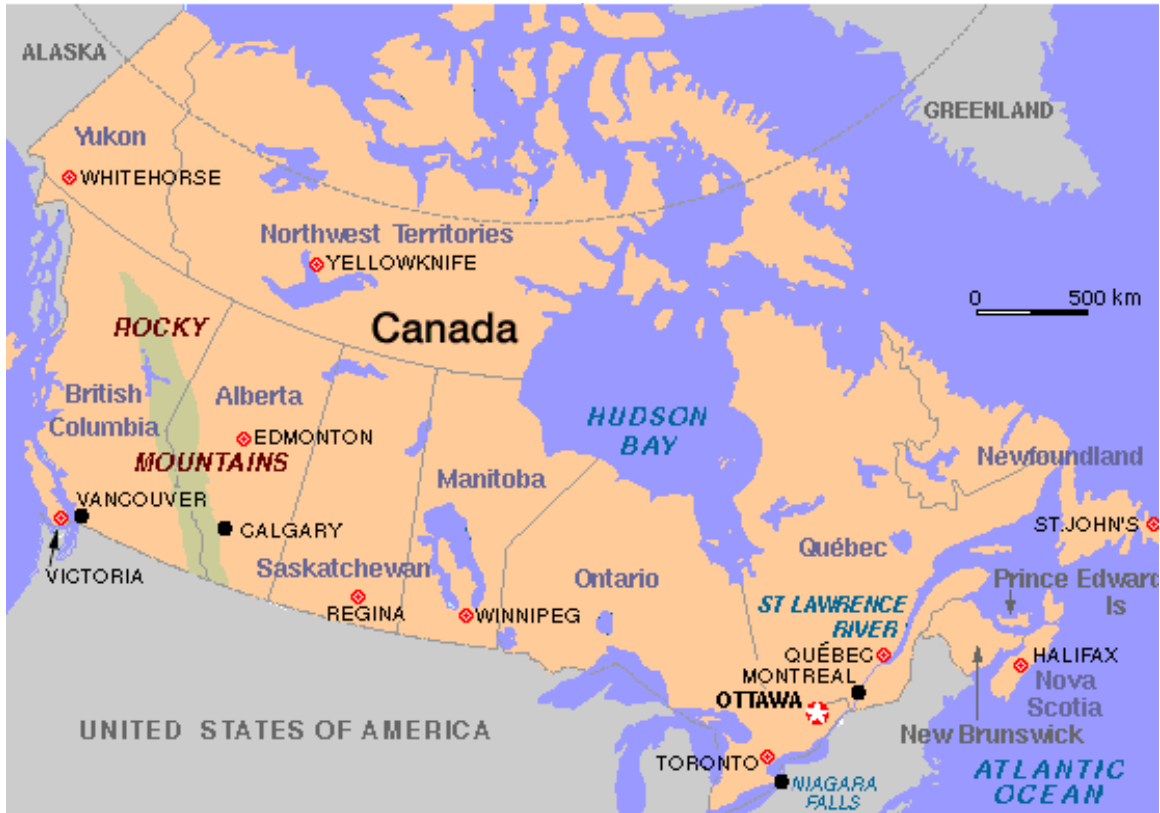 ALASKA
GREENLAND
Yukon
WHITEHORSE
Northwest Territories
YELLOWKNIFE
0 500 km
Canada
ROCKY
British
Columbia
Alberta
HUDSON
BAY
EDMONTON
MOUNTAINS
Manitoba
Newfoundland
VANCOUVER
CALGARY
ST.JOHN'S
Québec
VICTORIA
Saskatchewan
Ontario
Prince Edward
Is
REGINA
WINNIPEG
ST LAWRENCE
RIVER
QUÉBEC
HALIFAX
MONTREAL
Nova
Scotia
OTTAWA
UNITED STATES OF AMERICA
New Brunswick
TORONTO
NIAGARA
FALLS
ATLANTIC
OCEAN